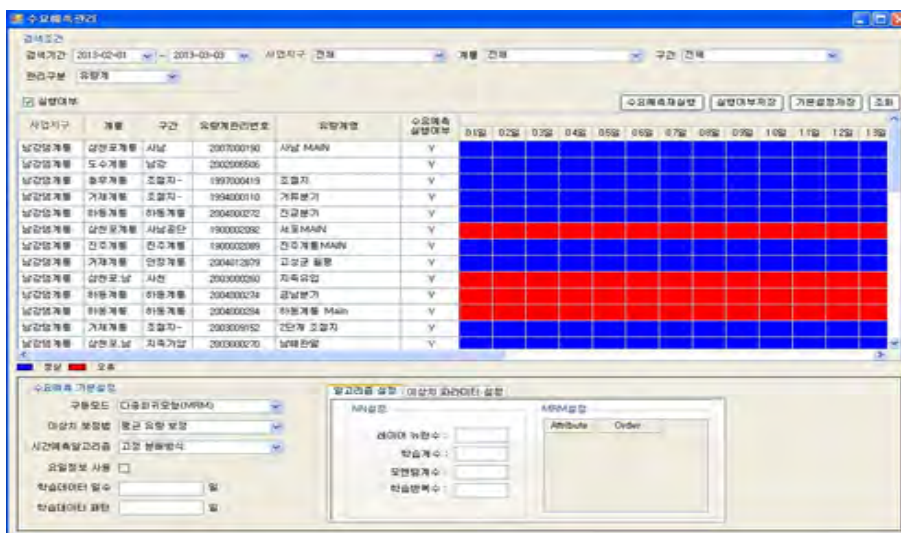 수요예측관리
검색조건
검색기간 2013-02-01 ~ 2013-03-03 사업지구 전체 계통 전체 구간 전체
관리구분 유량계
실행여부 수요예측재실행 실행여부저장 기본설정저장 조회
사업지구 계통 구간 유량계관리번호 유량계명 수요예측 실행여부 01일 02일 03일 04일 05일 06일 07일 08일 09일 10일 11일 12일 13일
남강댐계통 삼천포계통 사남 2007000190 사남 MAIN V
남강댐계통 도수계통 남강 2002006506 V
남강댐계통 통무계통 조절지- 1997000419 조절지 V
남강댐계통 거제계통 조절지- 1994000110 거류분기 V
남강댐계통 하동계통 하동계통 2004000272 진교분기 V
남강댐계통 삼천포계통 사남공단 1900002092 서포MAIN V
남강댐계통 진주계통 진주계통 1900002089 진주계통MAIN V
남강댐계통 거제계통 안정계통 2004012879 고성군 월평 V
남강댐계통 삼천포,남 사천 2003000260 지족유입 V
남강댐계통 하동계통 하동계통 2004000274 금남분기 V
남강댐계통 하동계통 하동계통 2004000284 하동계통 Main V
남강댐계통 거제계통 조절지- 2003009152 2단계 조절지 V
남강댐계통 삼천포,남 지족가압 2003000270 남해한말 V
정상 오류
수요예측 기본설정
구동모드 다중회귀모형(MRM)
이상치 보정법 평균 유량 보정
시간예측알고리즘 고정 분배방식
요일정보 사용
학습데이터 일수 일
학습데이터 패턴 일
알고리즘 설정 이상치 파라미터 설정
NN설정
레이어 뉴런수 :
학습계수 :
모멘텀계수 :
학습반복수 :
MRM설정
Attribute Order